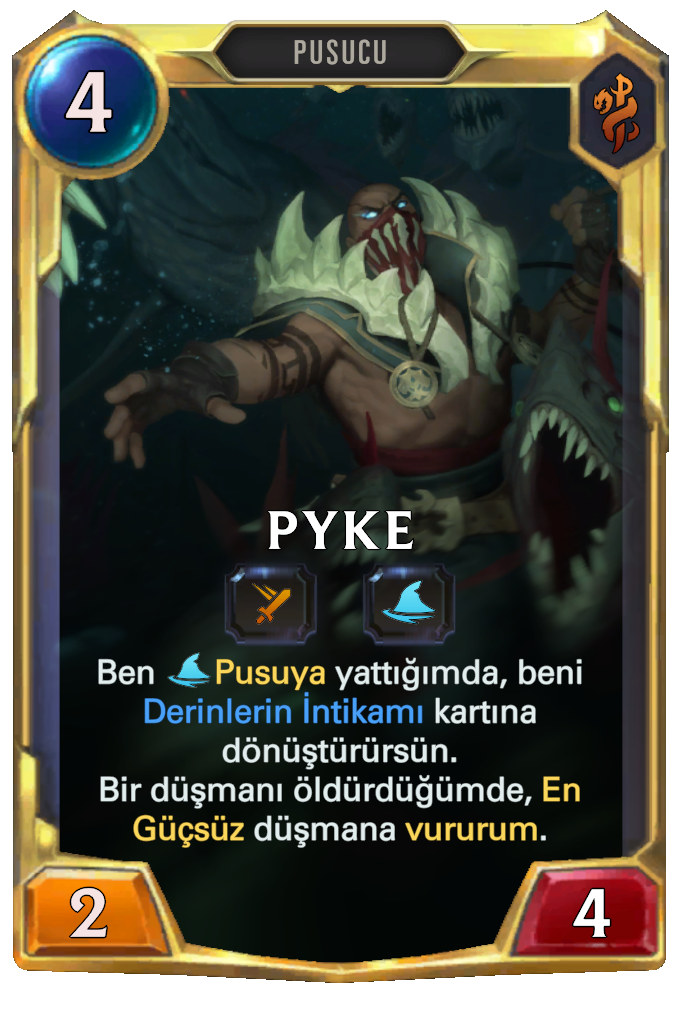 PUSUCU
4
PYKE
Ben Pusuya yattığımda, beni
Derinlerin İntikamı kartına
dönüştürürsün.
Bir düşmanı öldürdüğümde, En
Güçsüz düşmana vururum.
2
4